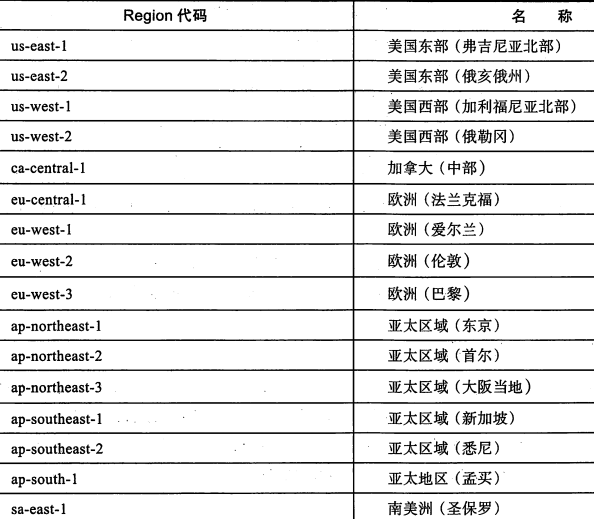 Region 代码 名 称
us-east-1 美国东部（弗吉尼亚北部）
us-east-2 美国东部（俄亥俄州）
us-west-1 美国西部（加利福尼亚北部）
us-west-2 美国西部（俄勒冈）
ca-central-1 加拿大（中部）
eu-central-1 欧洲（法兰克福）
eu-west-1 欧洲（爱尔兰）
eu-west-2 欧洲（伦敦）
eu-west-3 欧洲（巴黎）
ap-northeast-1 亚太区域（东京）
ap-northeast-2 亚太区域（首尔）
ap-northeast-3 亚太区域（大阪当地）
ap-southeast-1 亚太区域（新加坡）
ap-southeast-2 亚太区域（悉尼）
ap-south-1 亚太地区（孟买）
sa-east-1 南美洲（圣保罗）